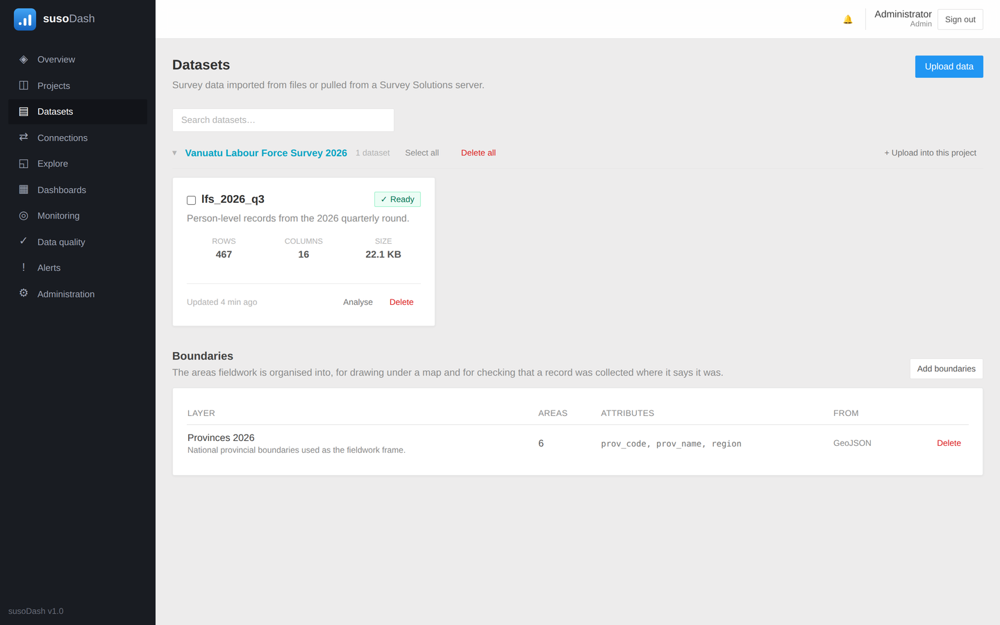 susoDash
🔔
Administrator
Admin
Sign out
Overview
Projects
Datasets
Connections
Explore
Dashboards
Monitoring
Data quality
Alerts
Administration
susoDash v1.0
Datasets
Survey data imported from files or pulled from a Survey Solutions server.
Upload data
Search datasets…
▾ Vanuatu Labour Force Survey 2026 1 dataset Select all Delete all + Upload into this project
lfs_2026_q3 ✓ Ready
Person-level records from the 2026 quarterly round.
ROWS COLUMNS SIZE
467 16 22.1 KB
Updated 4 min ago Analyse Delete
Boundaries
The areas fieldwork is organised into, for drawing under a map and for checking that a record was collected where it says it was.
Add boundaries
LAYER AREAS ATTRIBUTES FROM
Provinces 2026
National provincial boundaries used as the fieldwork frame.
6 prov_code, prov_name, region GeoJSON Delete